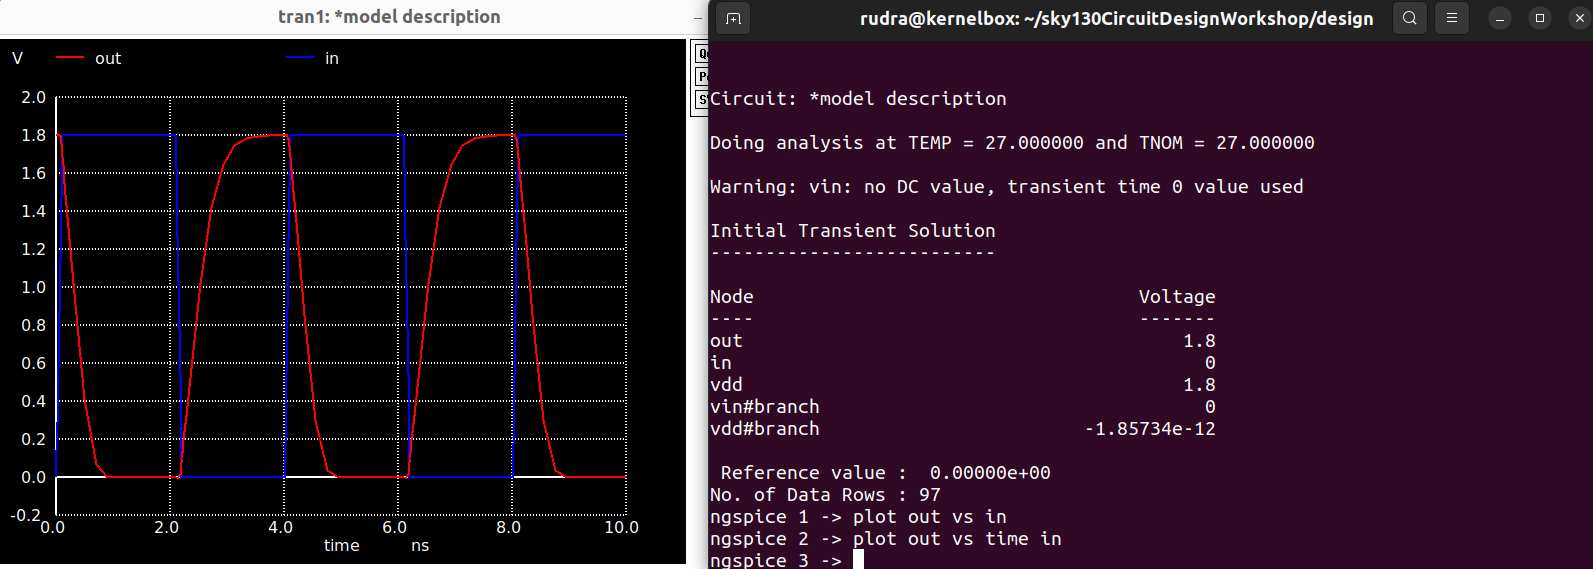 tran1: *model description
V out in
2.0
1.8
1.6
1.4
1.2
1.0
0.8
0.6
0.4
0.2
0.0
-0.2
0.0 2.0 4.0 6.0 8.0 10.0
time ns
rudra@kernelbox: ~/sky130CircuitDesignWorkshop/design
Circuit: *model description
Doing analysis at TEMP = 27.000000 and TNOM = 27.000000
Warning: vin: no DC value, transient time 0 value used
Initial Transient Solution
--------------------------
Node Voltage
---- -------
out 1.8
in 0
vdd 1.8
vin#branch 0
vdd#branch -1.85734e-12
Reference value : 0.00000e+00
No. of Data Rows : 97
ngspice 1 -> plot out vs in
ngspice 2 -> plot out vs time in
ngspice 3 ->